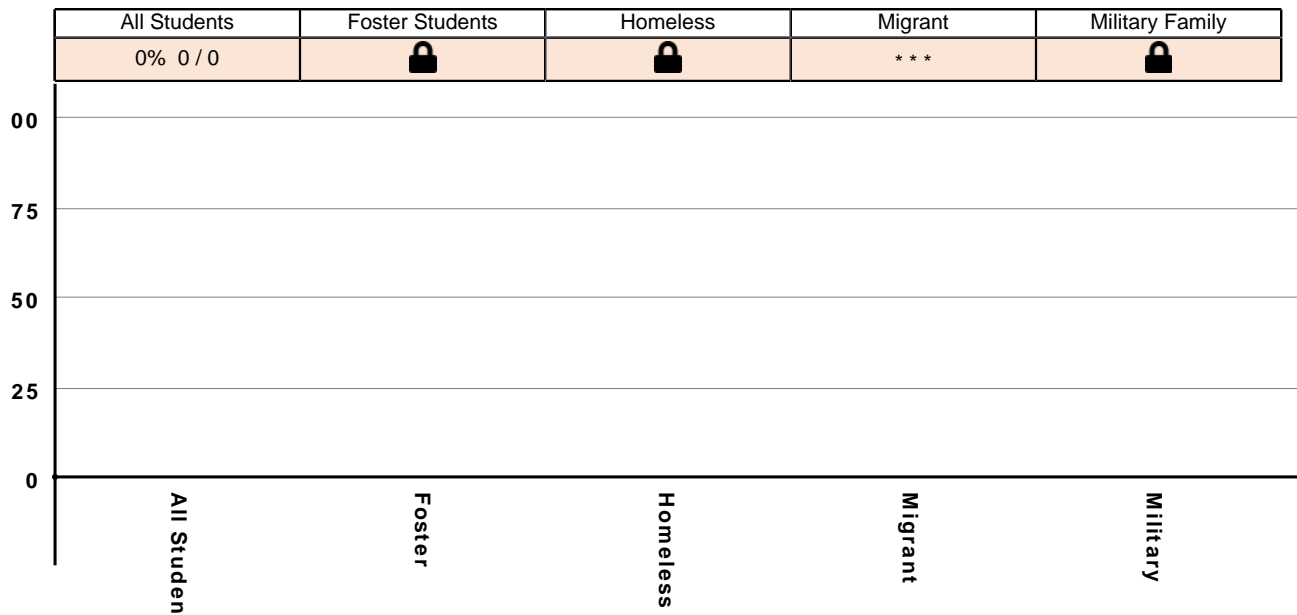 All Students Foster Students Homeless Migrant Military Family
0% 0 / 0 * * *
00
75
50
25
0
All Studen
Foster
Homeless
Migrant
Military